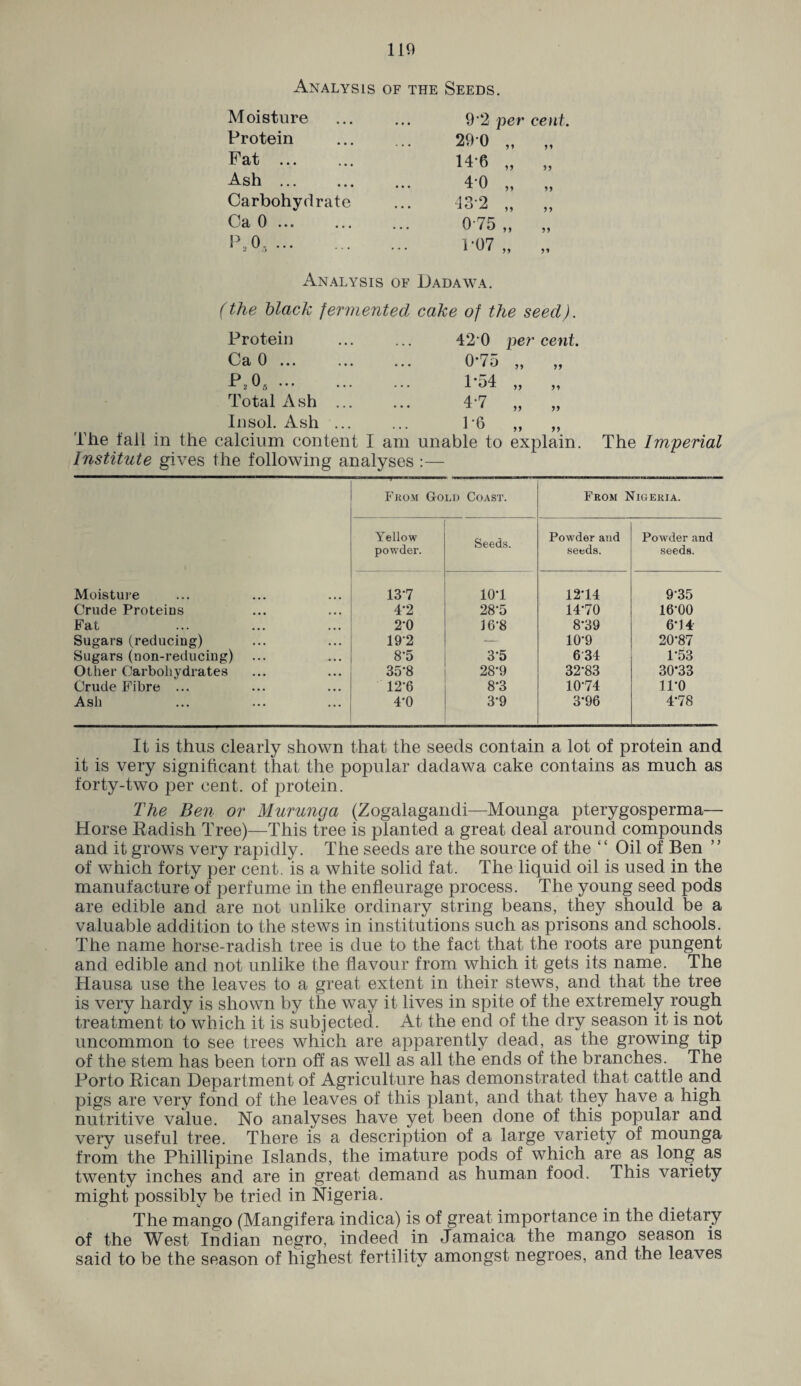 119
Analysis of the Seeds.
Moisture ... ... 9·2 per cent.
Protein ... ... 29·0 „ „
Fat ... ... 14·6 „ „
Ash ... ... ... 4·0 „ „
Carbohydrate ... 43·2 „ „
Ca O ... ... ... 0·75 „ „
P₂O₅ ... ... ... 1·07 „ „
Analysis of Dadawa.
(the black fermented cake of the seed).
Protein ... ... 42·0 per cent.
Ca O ... ... ... 0·75 „ „
P₂O₅ ... ... ... 1·54 „ „
Total Ash ... ... 4·7 „ „
Insol. Ash ... ... 1·6 „ „
The fall in the calcium content I am unable to explain. The Imperial
Institute gives the following analyses :—
From Gold Coast. From Nigeria.
Yellow powder. Seeds. Powder and seeds. Powder and seeds.
Moisture ... ... ... 13·7 10·1 12·14 9·35
Crude Proteins ... ... 4·2 28·5 14·70 16·00
Fat ... ... ... 2·0 16·8 8·39 6·14
Sugars (reducing) ... ... 19·2 — 10·9 20·87
Sugars (non-reducing) ... ... 8·5 3·5 6·34 1·53
Other Carbohydrates ... ... 35·8 28·9 32·83 30·33
Crude Fibre ... ... ... 12·6 8·3 10·74 11·0
Ash ... ... ... 4·0 3·9 3·96 4·78
It is thus clearly shown that the seeds contain a lot of protein and
it is very significant that the popular dadawa cake contains as much as
forty-two per cent. of protein.
The Ben or Murunga (Zogalagandi—Mounga pterygosperma—
Horse Radish Tree)—This tree is planted a great deal around compounds
and it grows very rapidly. The seeds are the source of the “ Oil of Ben ”
of which forty per cent. is a white solid fat. The liquid oil is used in the
manufacture of perfume in the enfleurage process. The young seed pods
are edible and are not unlike ordinary string beans, they should be a
valuable addition to the stews in institutions such as prisons and schools.
The name horse-radish tree is due to the fact that the roots are pungent
and edible and not unlike the flavour from which it gets its name. The
Hausa use the leaves to a great extent in their stews, and that the tree
is very hardy is shown by the way it lives in spite of the extremely rough
treatment to which it is subjected. At the end of the dry season it is not
uncommon to see trees which are apparently dead, as the growing tip
of the stem has been torn off as well as all the ends of the branches. The
Porto Rican Department of Agriculture has demonstrated that cattle and
pigs are very fond of the leaves of this plant, and that they have a high
nutritive value. No analyses have yet been done of this popular and
very useful tree. There is a description of a large variety of mounga
from the Phillipine Islands, the imature pods of which are as long as
twenty inches and are in great demand as human food. This variety
might possibly be tried in Nigeria.
The mango (Mangifera indica) is of great importance in the dietary
of the West Indian negro, indeed in Jamaica the mango season is
said to be the season of highest fertility amongst negroes, and the leaves